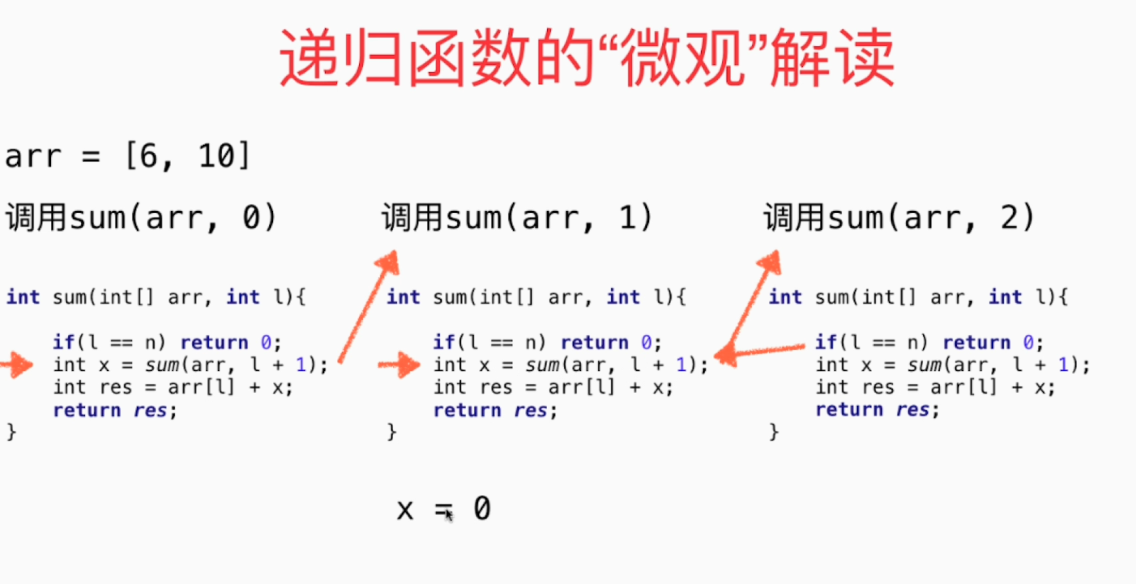 递归函数的“微观”解读
arr = [6, 10]
调用sum(arr, 0)
int sum(int[] arr, int l){
if(l == n) return 0;
int x = sum(arr, l + 1);
int res = arr[l] + x;
return res;
}
调用sum(arr, 1)
int sum(int[] arr, int l){
if(l == n) return 0;
int x = sum(arr, l + 1);
int res = arr[l] + x;
return res;
}
x = 0
调用sum(arr, 2)
int sum(int[] arr, int l){
if(l == n) return 0;
int x = sum(arr, l + 1);
int res = arr[l] + x;
return res;
}